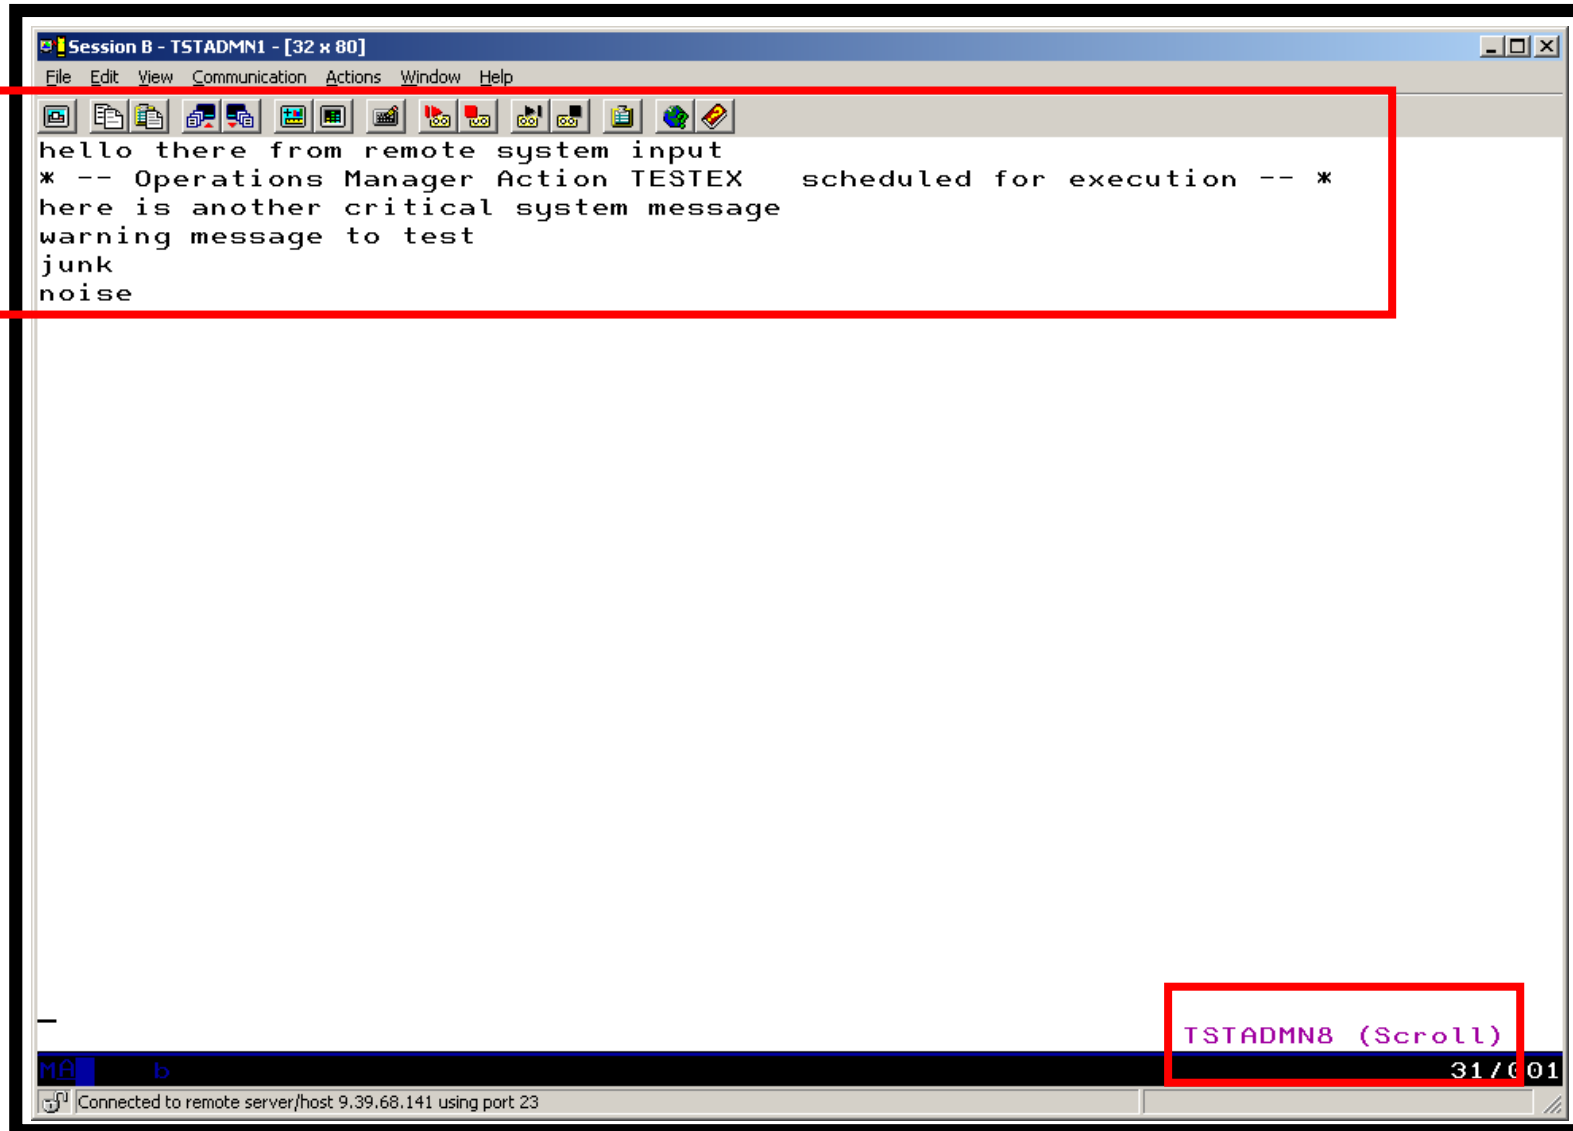 Session B - TSTADMN1 - [32 x 80]
File Edit View Communication Actions Window Help
hello there from remote system input
* -- Operations Manager Action TESTEX   scheduled for execution -- *
here is another critical system message
warning message to test
junk
noise
TSTADMN8 (Scroll)
MA b 31/001
Connected to remote server/host 9.39.68.141 using port 23